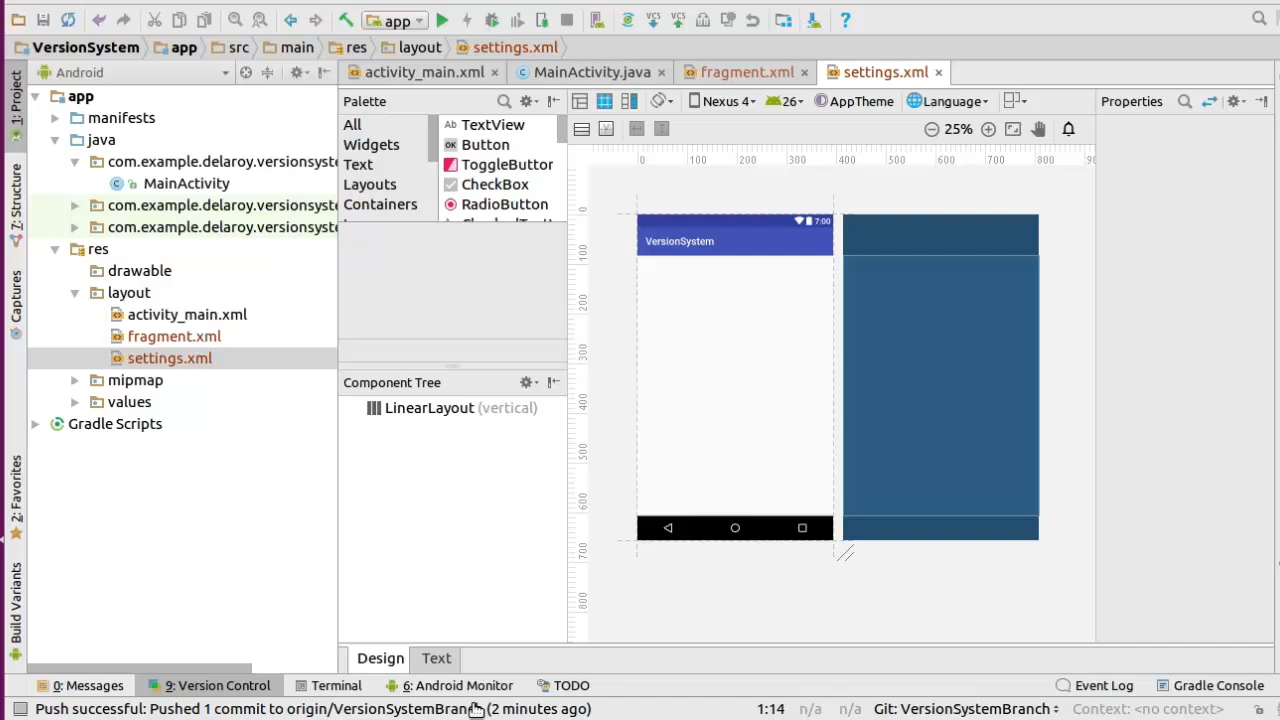 app
VersionSystem app src main res layout settings.xml
1: Project
Z: Structure
Captures
2: Favorites
Build Variants
Android
app
manifests
java
com.example.delaroy.versionsyste
MainActivity
com.example.delaroy.versionsyste
com.example.delaroy.versionsyste
res
drawable
layout
activity_main.xml
fragment.xml
settings.xml
mipmap
values
Gradle Scripts
activity_main.xml MainActivity.java fragment.xml settings.xml
Palette
All
Widgets
Text
Layouts
Containers
Ab TextView
OK Button
ToggleButtor
CheckBox
RadioButton
Component Tree
LinearLayout (vertical)
Nexus 4 26 AppTheme Language
25%
0 100 200 300 400 500 600 700 800
0
100
200
300
400
500
600
700
800
7:00
VersionSystem
Properties
Design Text
0: Messages 9: Version Control Terminal 6: Android Monitor TODO Event Log Gradle Console
Push successful: Pushed 1 commit to origin/VersionSystemBranch (2 minutes ago) 1:14 n/a n/a Git: VersionSystemBranch Context: <no context>